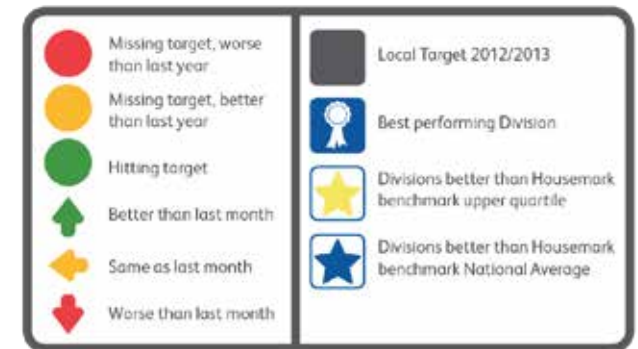 Missing target, worse
than last year
Missing target, better
than last year
Hitting target
Better than last month
Same as last month
Worse than last month
Local Target 2012/2013
Best performing Division
Divisions better than Housemark
benchmark upper quartile
Divisions better than Housemark
benchmark National Average